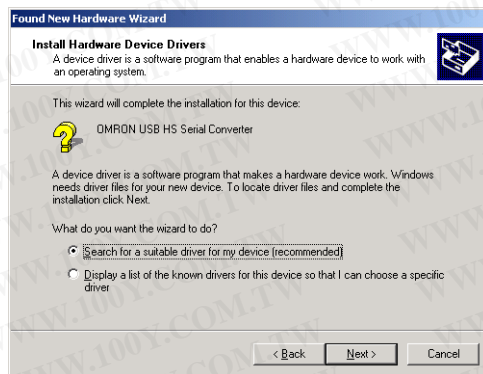 Found New Hardware Wizard
Install Hardware Device Drivers
A device driver is a software program that enables a hardware device to work with
an operating system.
This wizard will complete the installation for this device:
OMRON USB HS Serial Converter
A device driver is a software program that makes a hardware device work. Windows
needs driver files for your new device. To locate driver files and complete the
installation click Next.
What do you want the wizard to do?
Search for a suitable driver for my device (recommended)
Display a list of the known drivers for this device so that I can choose a specific
driver
< Back
Next >
Cancel
WWW.100Y.COM.TW